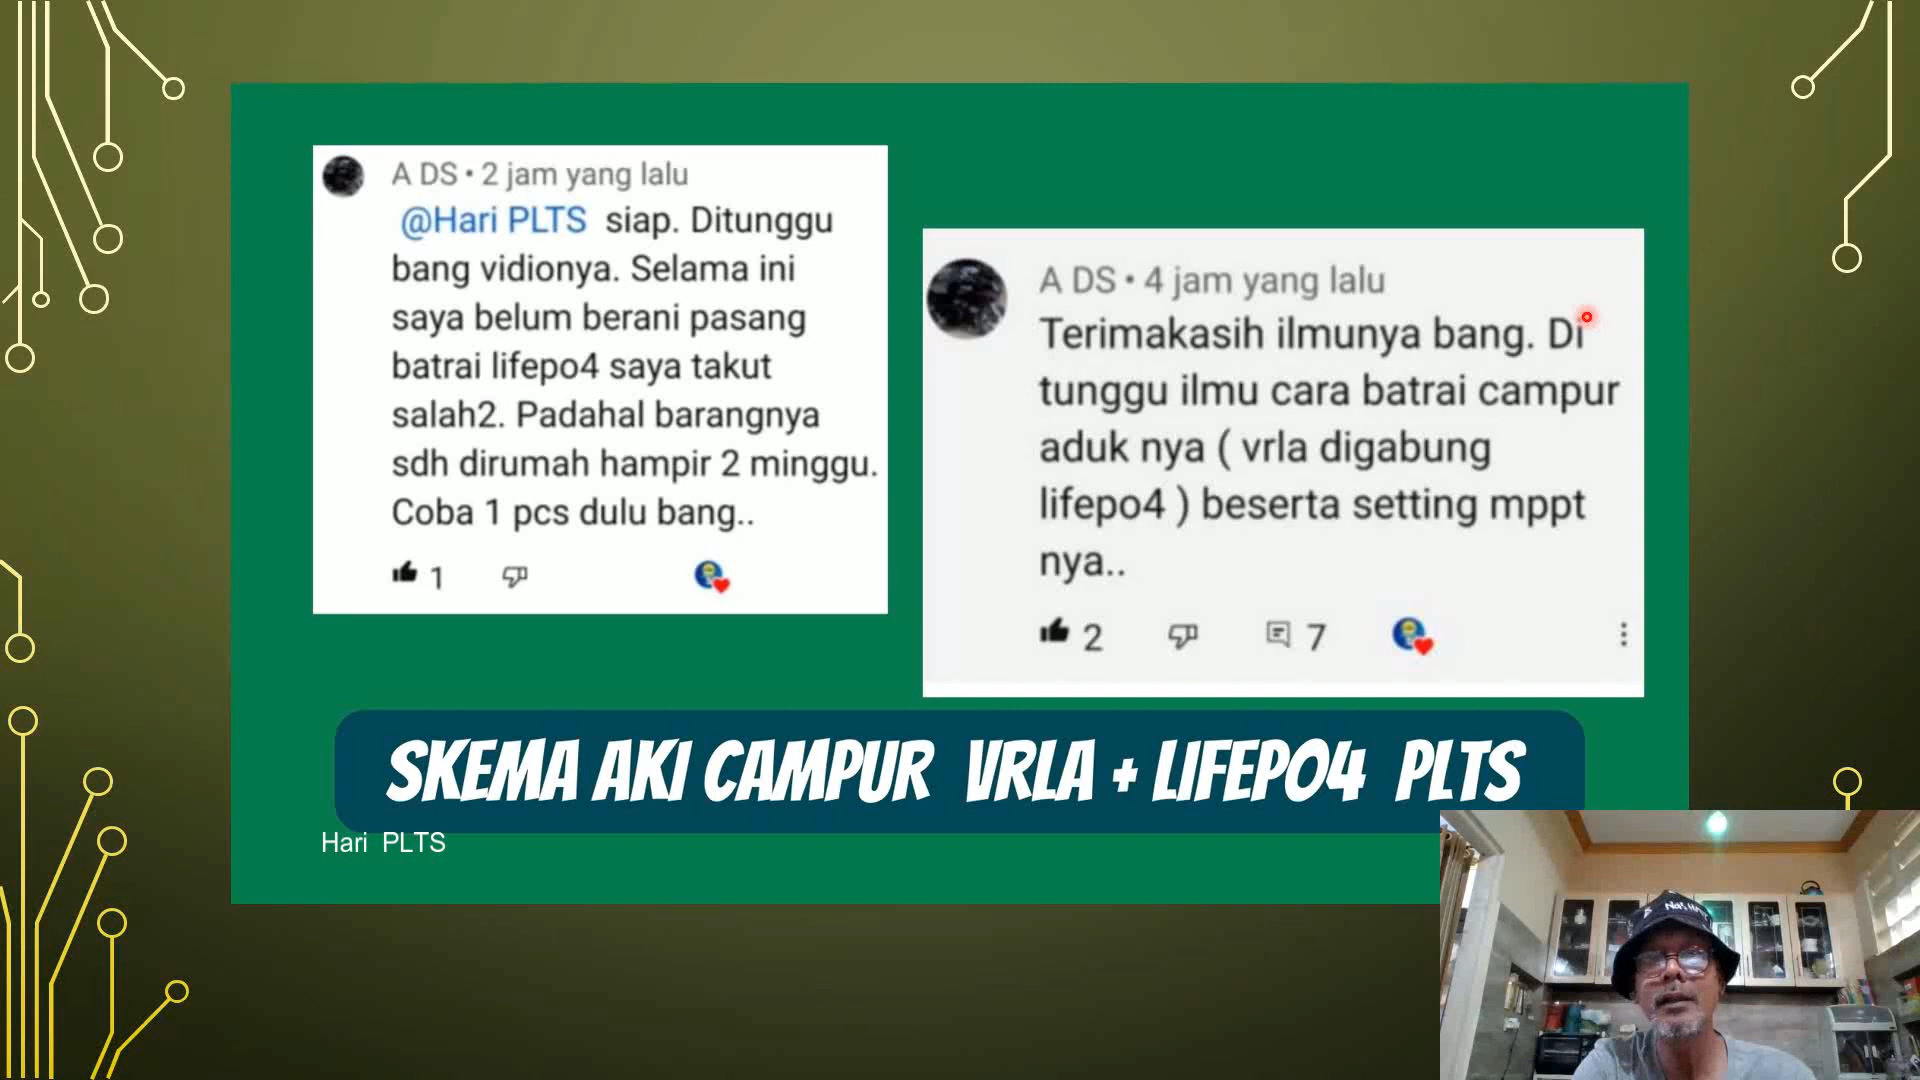 A DS • 2 jam yang lalu
@Hari PLTS siap. Ditunggu
bang vidionya. Selama ini
saya belum berani pasang
batrai lifepo4 saya takut
salah2. Padahal barangnya
sdh dirumah hampir 2 minggu.
Coba 1 pcs dulu bang..
1
A DS • 4 jam yang lalu
Terimakasih ilmunya bang. Di
tunggu ilmu cara batrai campur
aduk nya ( vrla digabung
lifepo4 ) beserta setting mppt
nya..
2 7
SKEMA AKI CAMPUR VRLA + LIFEPO4 PLTS
Hari PLTS